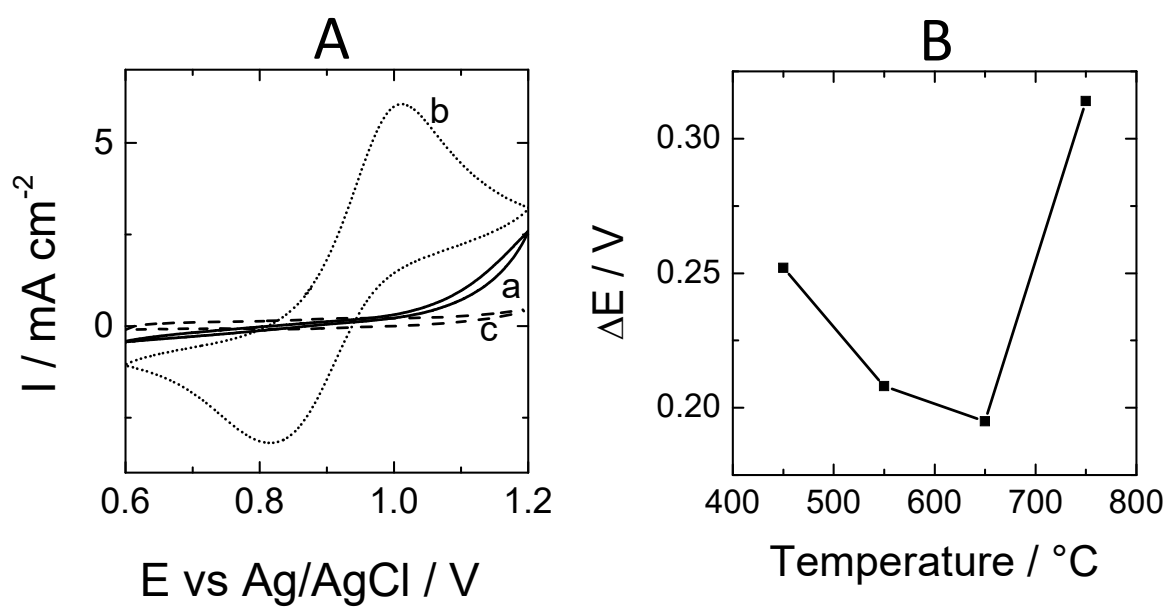 A
I / mA cm⁻²
5
0
b
a
c
0.6 0.8 1.0 1.2
E vs Ag/AgCl / V
B
ΔE / V
0.30
0.25
0.20
400 500 600 700 800
Temperature / °C